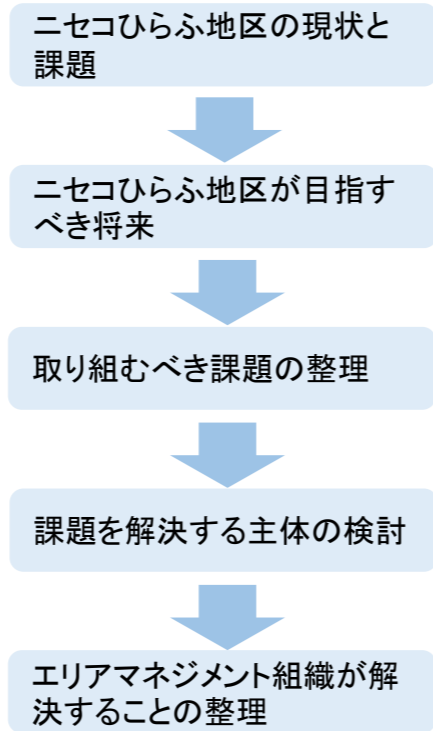 ニセコひらふ地区の現状と
課題
ニセコひらふ地区が目指す
べき将来
取り組むべき課題の整理
課題を解決する主体の検討
エリアマネジメント組織が解
決することの整理